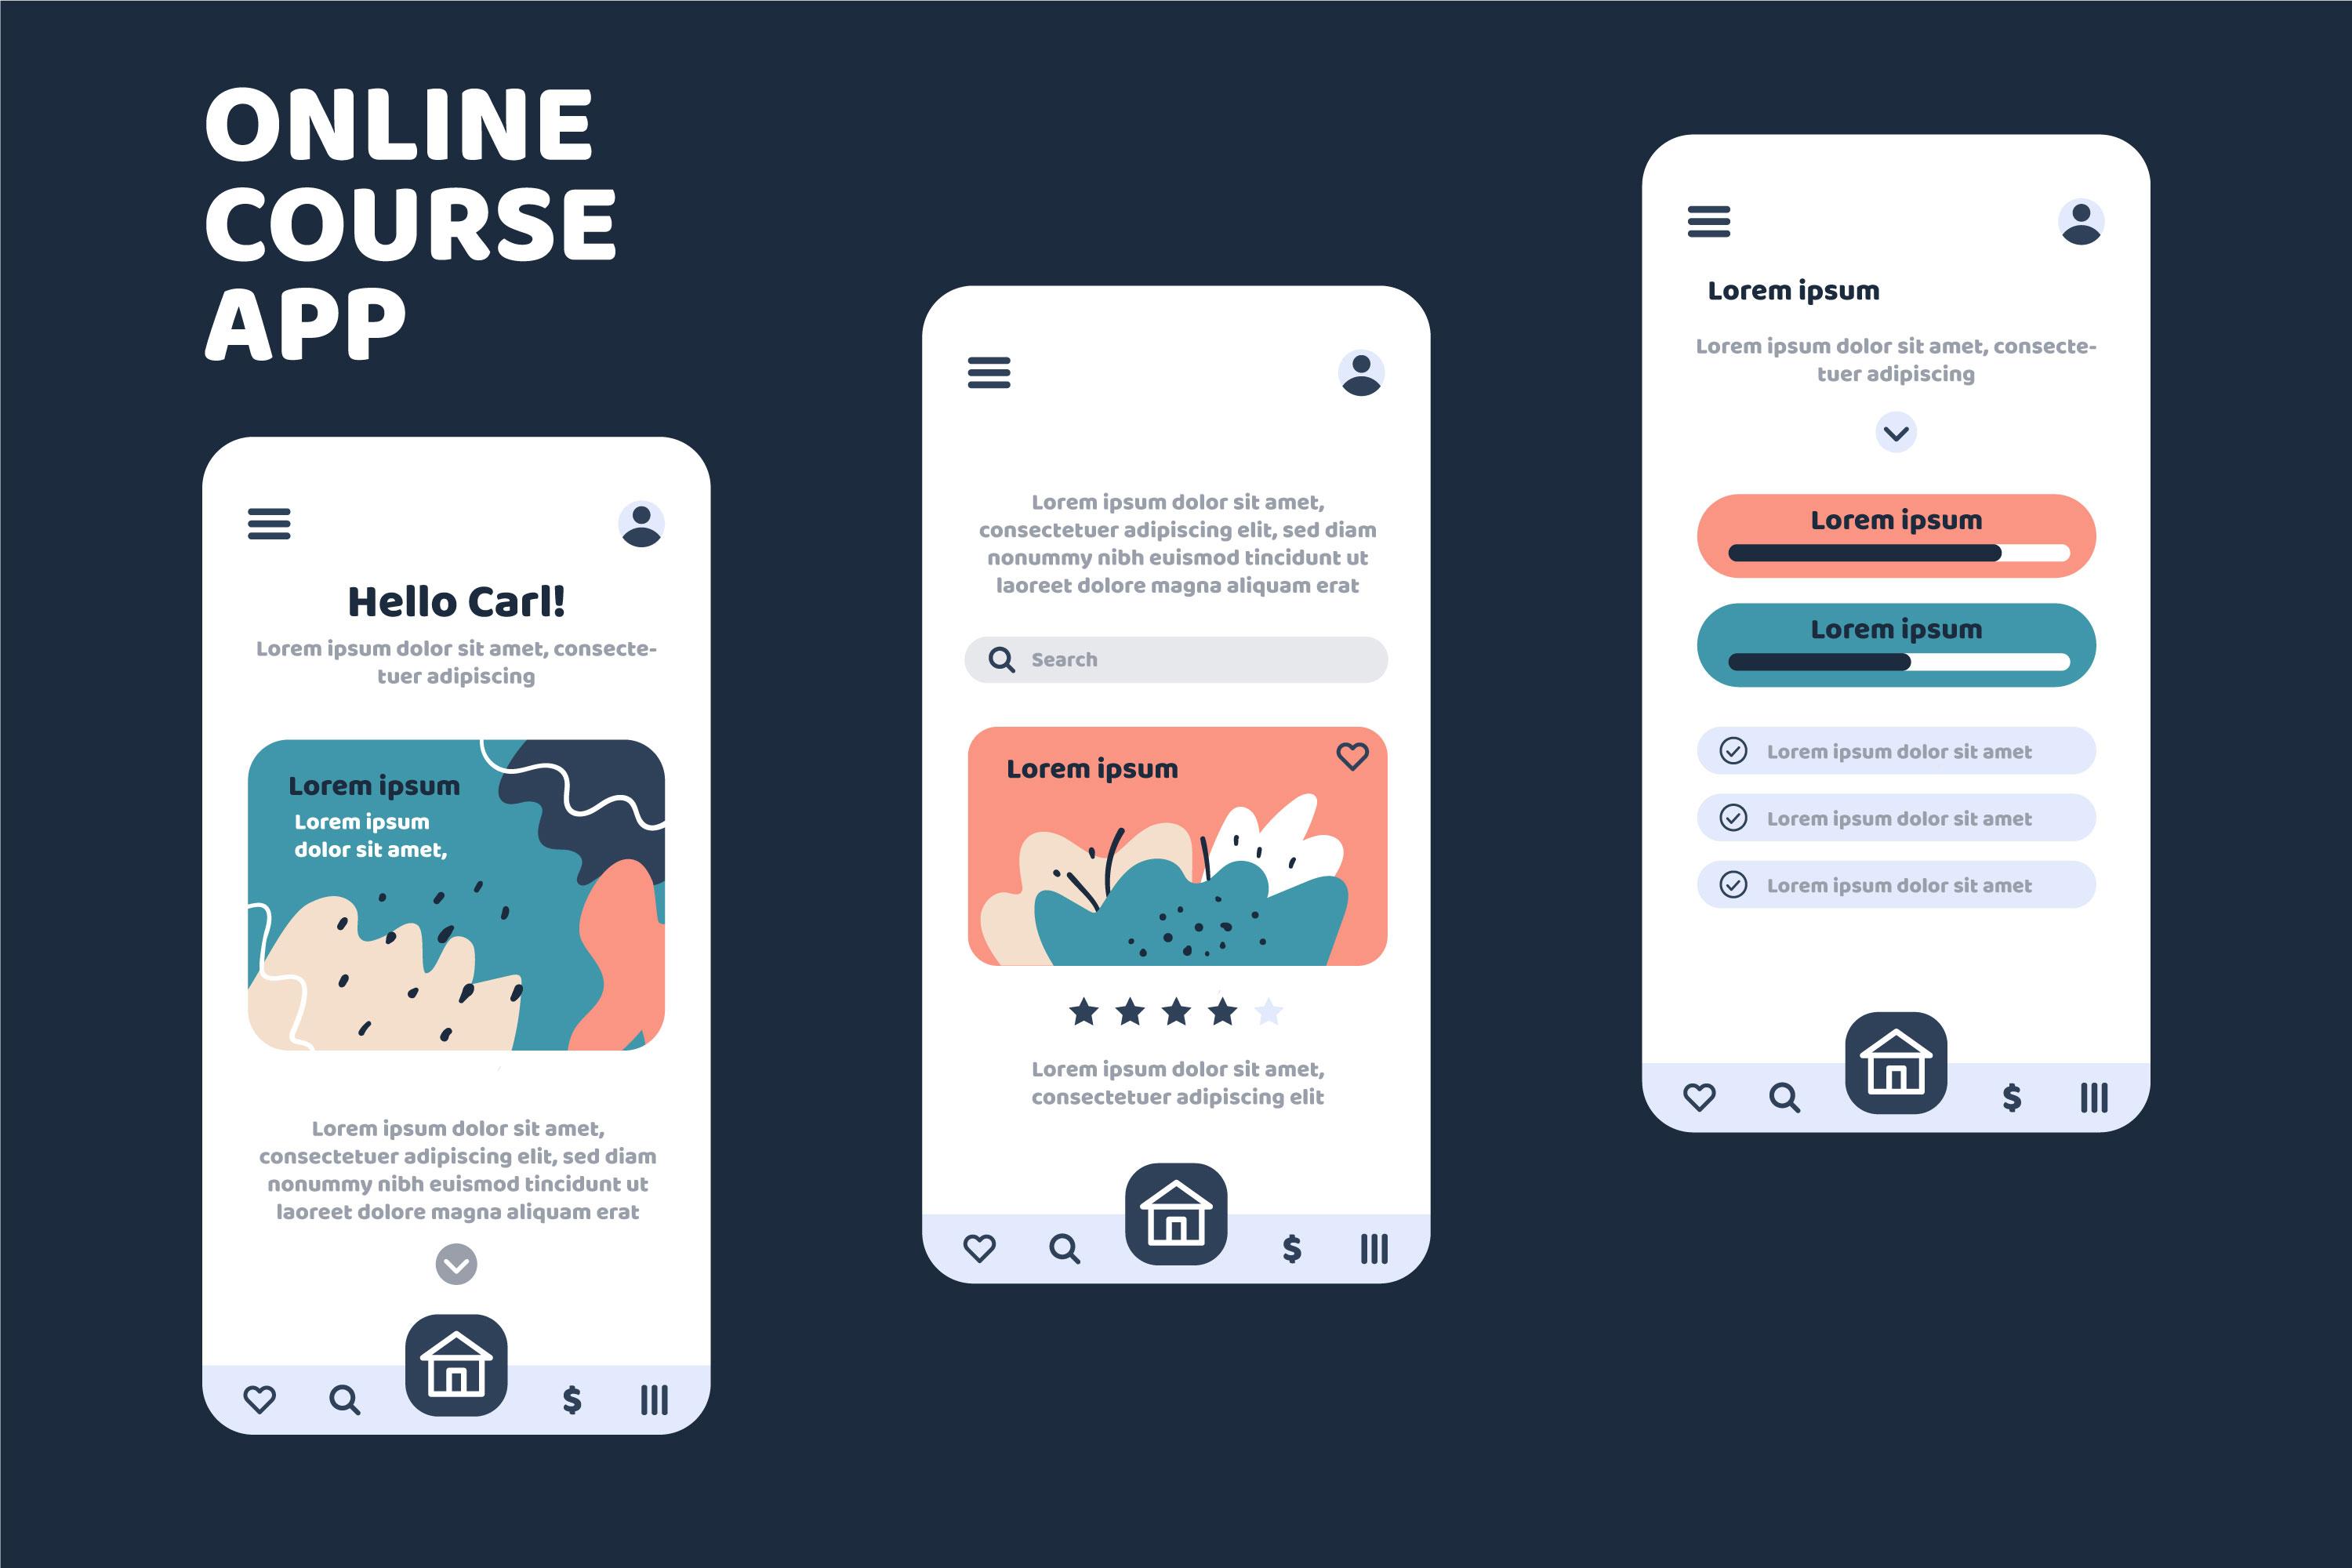 ONLINE
COURSE
APP
Hello Carl!
Lorem ipsum dolor sit amet, consecte-
tuer adipiscing
Lorem ipsum
Lorem ipsum
dolor sit amet,
Lorem ipsum dolor sit amet,
consectetuer adipiscing elit, sed diam
nonummy nibh euismod tincidunt ut
laoreet dolore magna aliquam erat
$
Lorem ipsum dolor sit amet,
consectetuer adipiscing elit, sed diam
nonummy nibh euismod tincidunt ut
laoreet dolore magna aliquam erat
Search
Lorem ipsum
Lorem ipsum dolor sit amet,
consectetuer adipiscing elit
$
Lorem ipsum
Lorem ipsum dolor sit amet, consecte-
tuer adipiscing
Lorem ipsum
Lorem ipsum
Lorem ipsum dolor sit amet
Lorem ipsum dolor sit amet
Lorem ipsum dolor sit amet
$